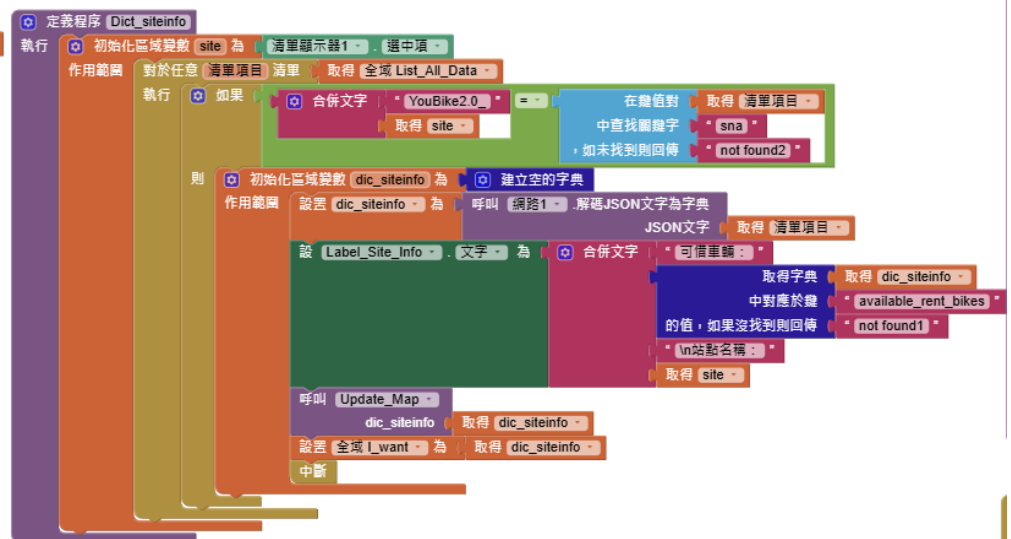 定義程序 Dict_siteinfo
執行 初始化區域變數 site 為 清單顯示器1 . 選中項
作用範圍 對於任意 清單項目 清單 取得 全域 List_All_Data
執行 如果 合併文字 " YouBike2.0_ " = 在鍵值對 取得 清單項目
取得 site 中查找關鍵字 " sna "
，如未找到則回傳 " not found2 "
則 初始化區域變數 dic_siteinfo 為 建立空的字典
作用範圍 設置 dic_siteinfo 為 呼叫 網路1 .解碼JSON文字為字典
JSON文字 取得 清單項目
設 Label_Site_Info . 文字 為 合併文字 " 可借車輛： "
取得字典 取得 dic_siteinfo
中對應於鍵 " available_rent_bikes "
的值，如果沒找到則回傳 " not found1 "
" \n站點名稱： "
取得 site
呼叫 Update_Map
dic_siteinfo 取得 dic_siteinfo
設置 全域 I_want 為 取得 dic_siteinfo
中斷